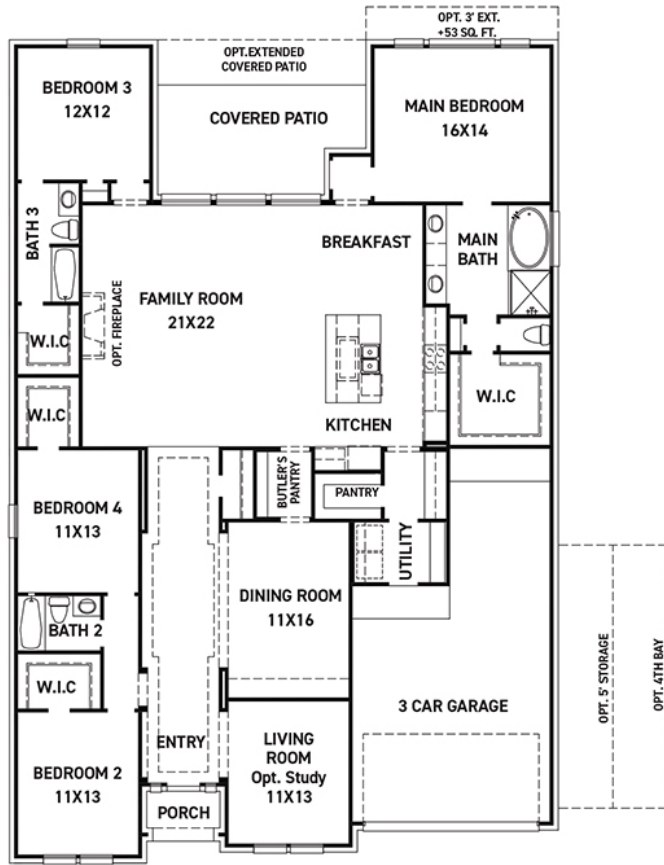 OPT. 3' EXT.
+53 SQ. FT.
OPT.EXTENDED
COVERED PATIO
BEDROOM 3
12X12
COVERED PATIO
MAIN BEDROOM
16X14
BATH 3
BREAKFAST
MAIN
BATH
FAMILY ROOM
21X22
OPT. FIREPLACE
W.I.C
W.I.C
W.I.C
KITCHEN
BUTLER'S
PANTRY
PANTRY
BEDROOM 4
11X13
UTILITY
DINING ROOM
11X16
BATH 2
W.I.C
3 CAR GARAGE
OPT. 5' STORAGE
OPT. 4TH BAY
ENTRY
LIVING
ROOM
Opt. Study
11X13
BEDROOM 2
11X13
PORCH